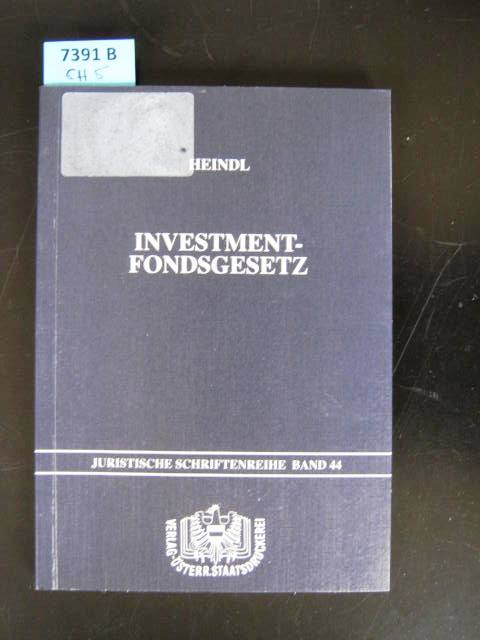 7391 B
CH 5
HEINDL
INVESTMENT-
FONDSGESETZ
JURISTISCHE SCHRIFTENREIHE BAND 44
VERLAG·ÖSTERR.STAATSDRUCKEREI